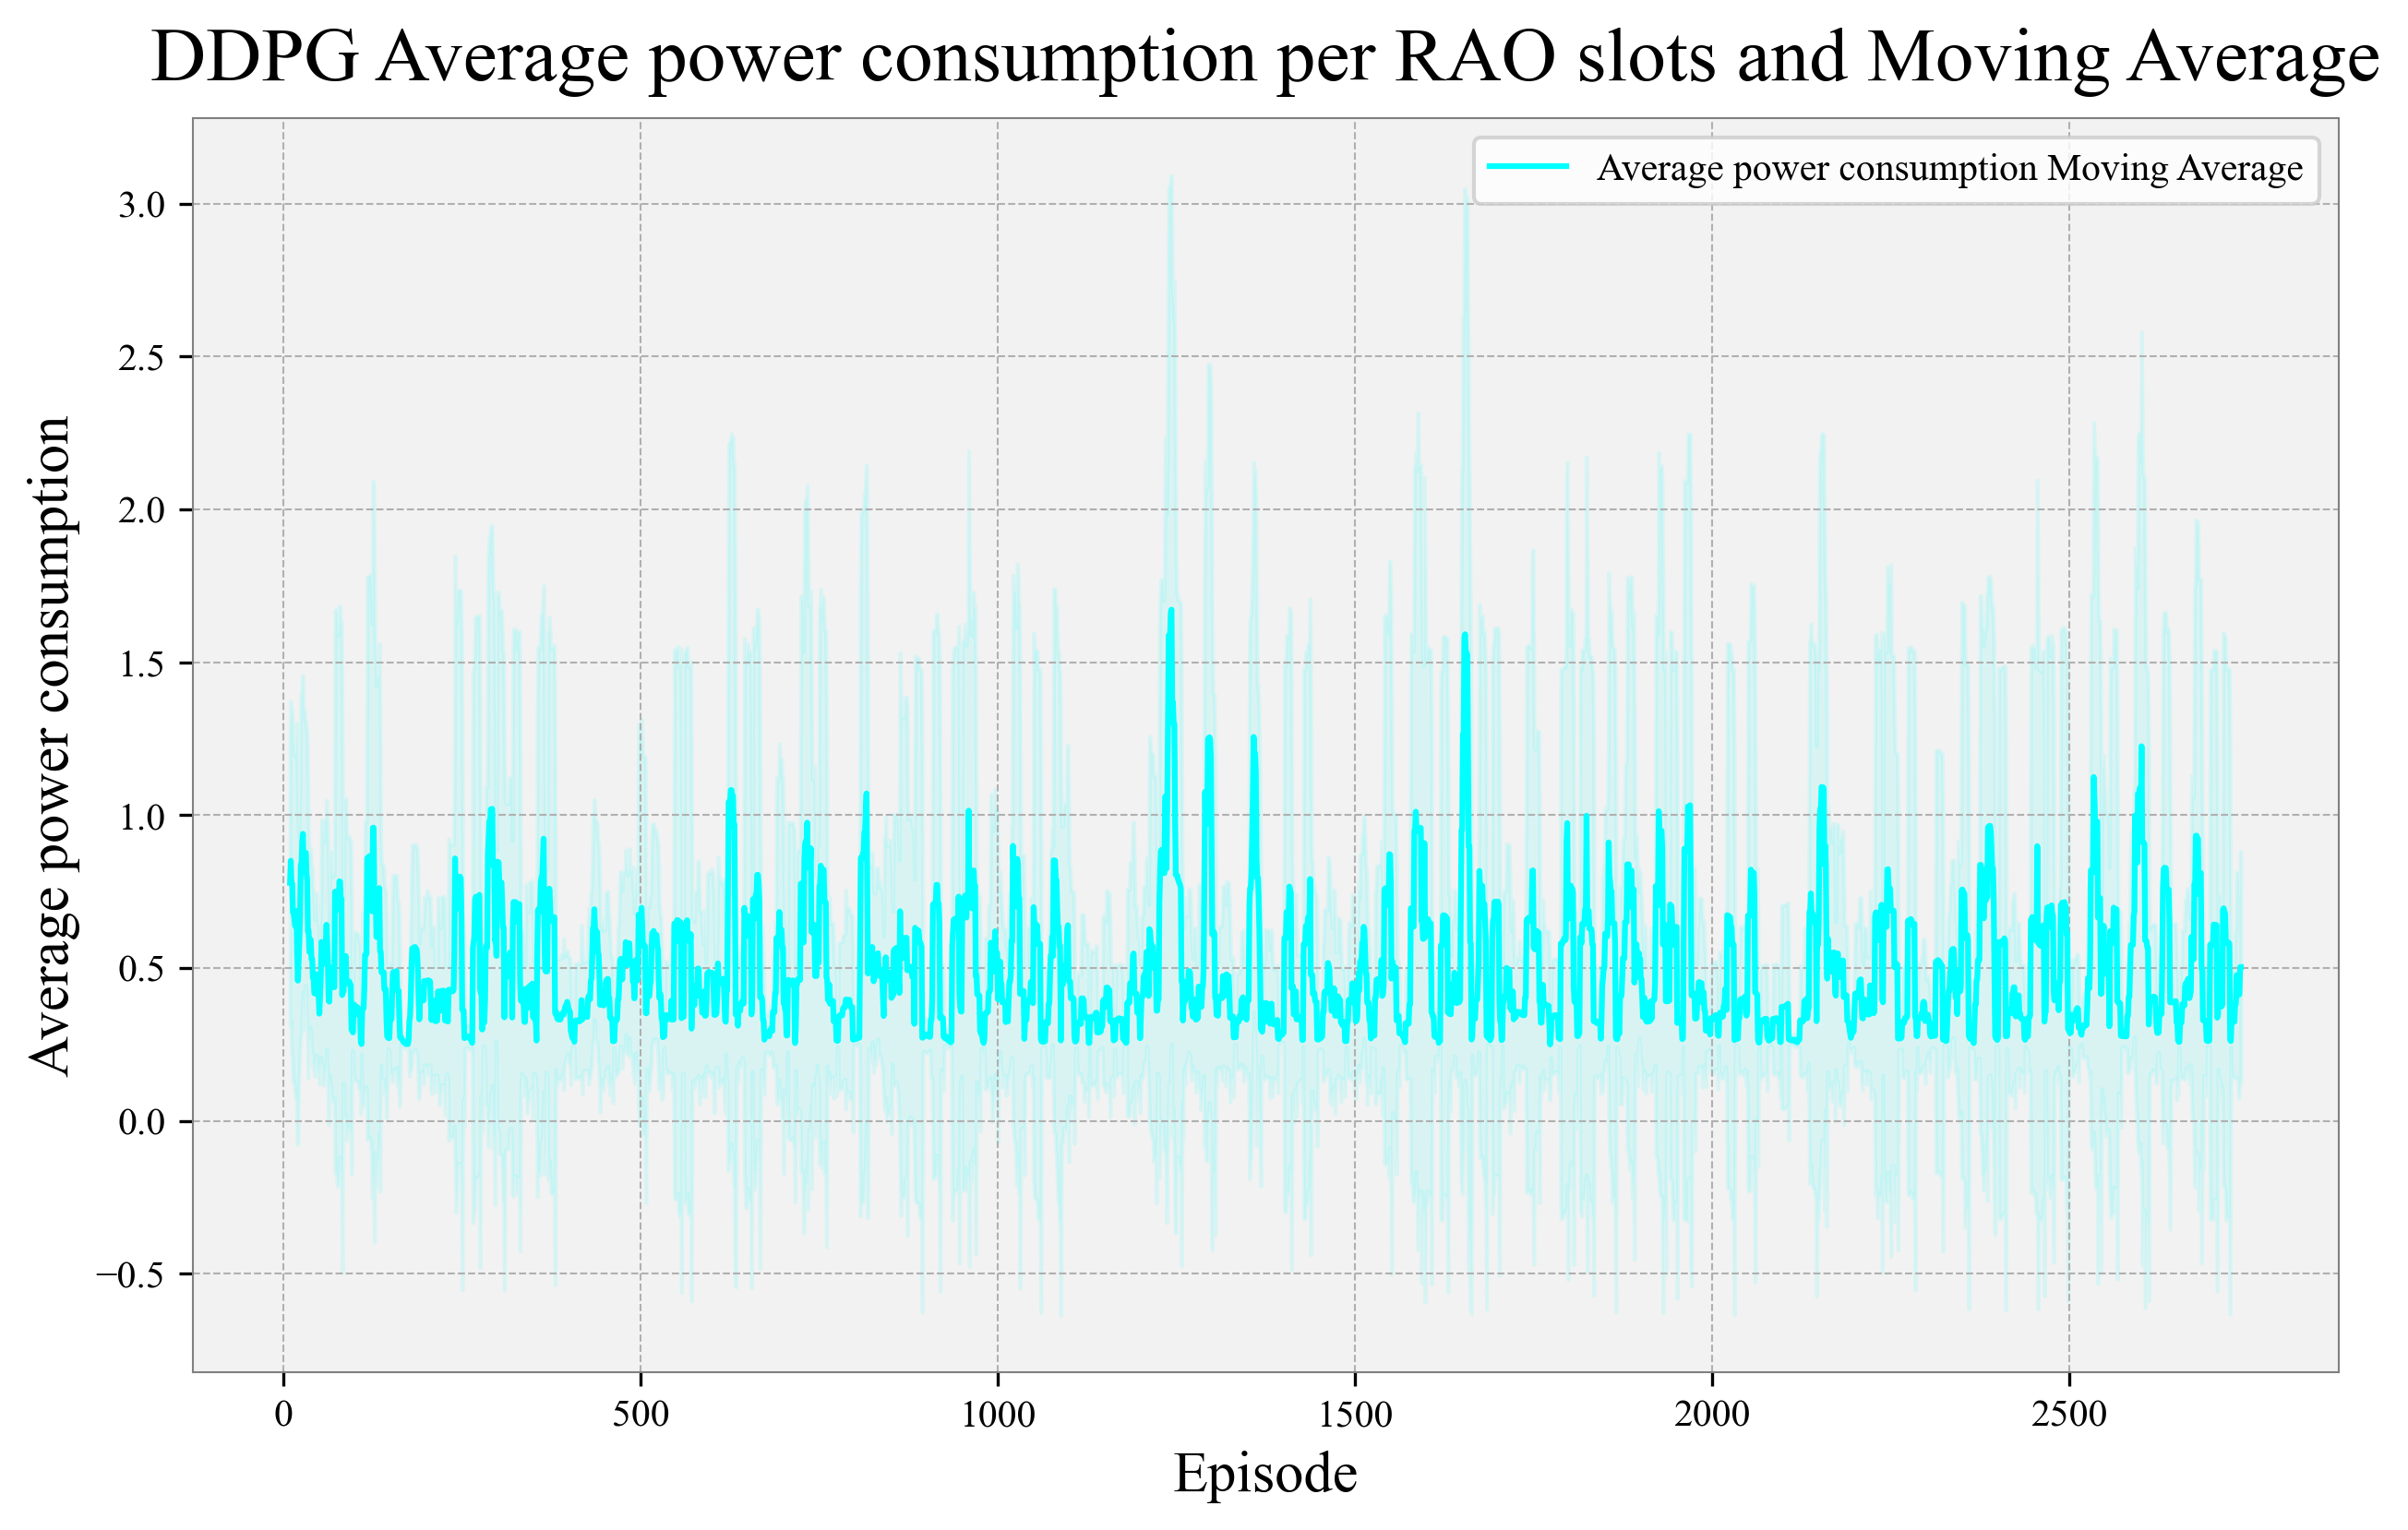 DDPG Average power consumption per RAO slots and Moving Average
Average power consumption Moving Average
3.0
2.5
2.0
1.5
1.0
0.5
0.0
−0.5
Average power consumption
0 500 1000 1500 2000 2500
Episode